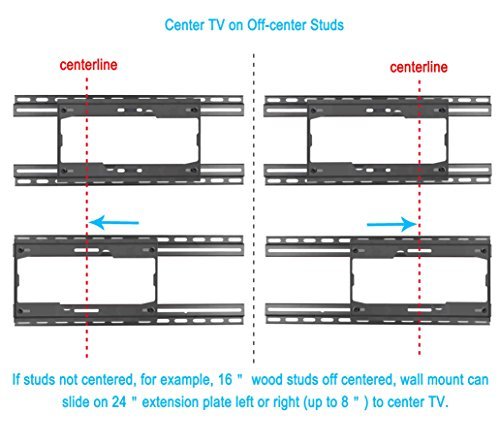 Center TV on Off-center Studs
centerline
centerline
If studs not centered, for example, 16 " wood studs off centered, wall mount can
slide on 24 " extension plate left or right (up to 8 " ) to center TV.